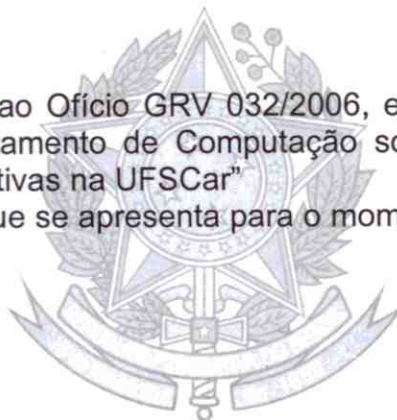 ao Ofício GRV 032/2006, e
amento de Computação so
tivas na UFSCar”
ue se apresenta para o mom